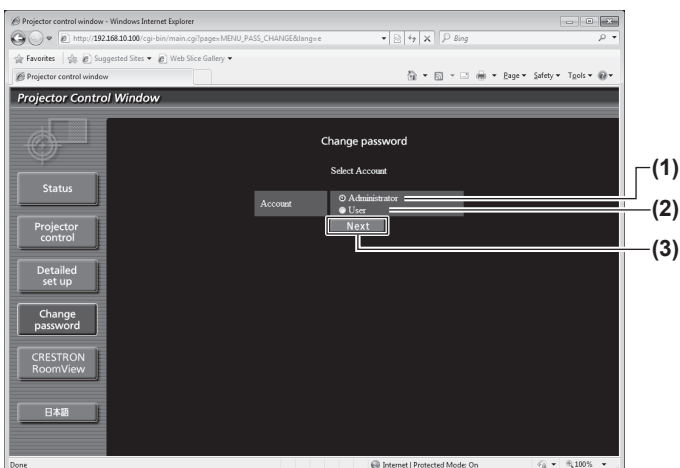 Projector control window - Windows Internet Explorer
http://192.168.10.100/cgi-bin/main.cgi?page=MENU_PASS_CHANGE&lang=e
Bing
Favorites Suggested Sites Web Slice Gallery
Projector control window
Page Safety Tools
Projector Control Window
Change password
Select Account
Account
Administrator
User
Next
(1)
(2)
(3)
Status
Projector
control
Detailed
set up
Change
password
CRESTRON
RoomView
日本語
Done
Internet | Protected Mode: On
100%